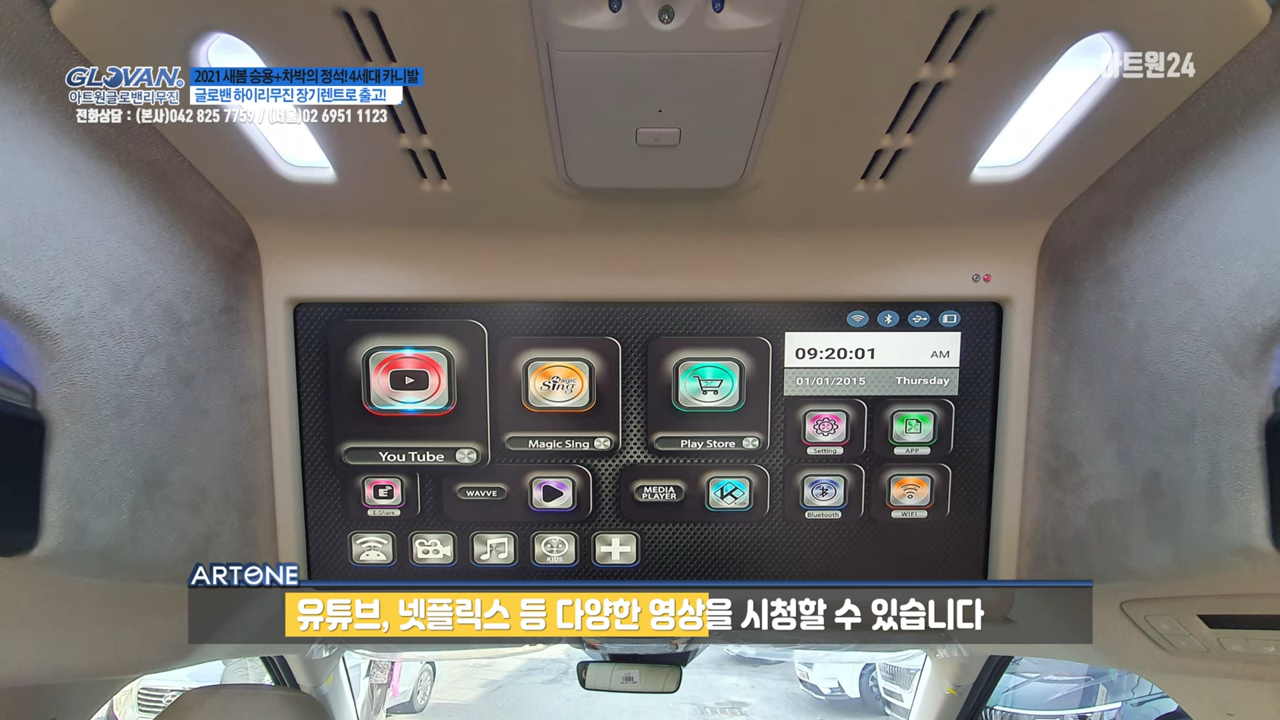 GLOVAN
아트원글로밴리무진
2021 새봄 승용+차박의 정석! 4세대 카니발
글로밴 하이리무진 장기렌트로 출고!
전화상담 : (본사)042 825 7759 / (서울)02 6951 1123
아트원24
09:20:01 AM
01/01/2015 Thursday
You Tube
Magic Sing
Magic Sing
Play Store
Setting
APP
E-Share
WAVVE
MEDIA PLAYER
Bluetooth
WIFI
KIDS
ARTONE
유튜브, 넷플릭스 등 다양한 영상을 시청할 수 있습니다